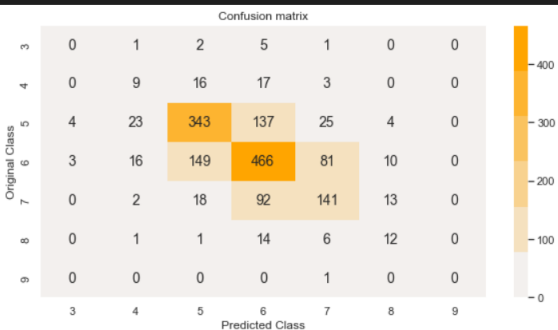 Confusion matrix
3 0 1 2 5 1 0 0
4 0 9 16 17 3 0 0
5 4 23 343 137 25 4 0
6 3 16 149 466 81 10 0
7 0 2 18 92 141 13 0
8 0 1 1 14 6 12 0
9 0 0 0 0 1 0 0
3 4 5 6 7 8 9
Original Class
Predicted Class
400
300
200
100
0